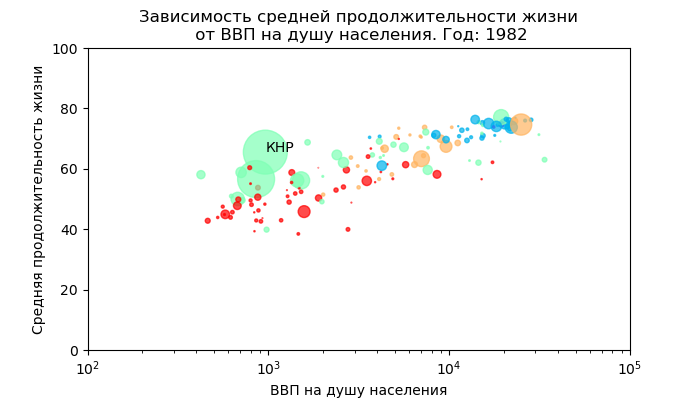 Зависимость средней продолжительности жизни
от ВВП на душу населения. Год: 1982
Средняя продолжительность жизни
100
80
60
40
20
0
КНР
10²
10³
10⁴
10⁵
ВВП на душу населения